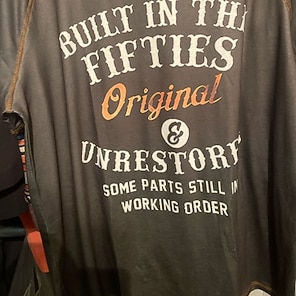 BUILT IN THE
FIFTIES
Original
&
UNRESTORED
SOME PARTS STILL IN
WORKING ORDER